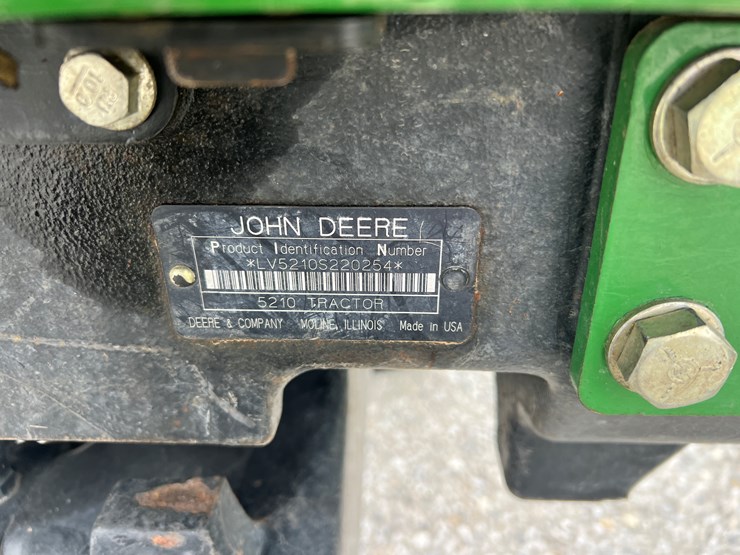 JOHN DEERE
Product Identification Number
*LV5210S220254*
5210 TRACTOR
DEERE & COMPANY MOLINE, ILLINOIS Made in USA